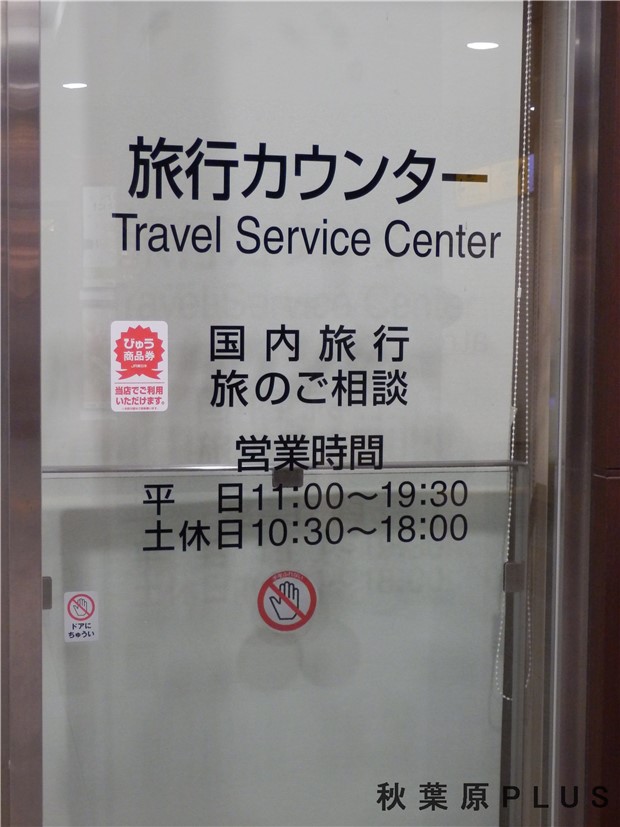 旅行カウンター
Travel Service Center
びゅう
商品券
当店でご利用
いただけます。
国内旅行
旅のご相談
営業時間
平 日11:00～19:30
土休日10:30～18:00
ドアに
ちゅうい
秋葉原PLUS